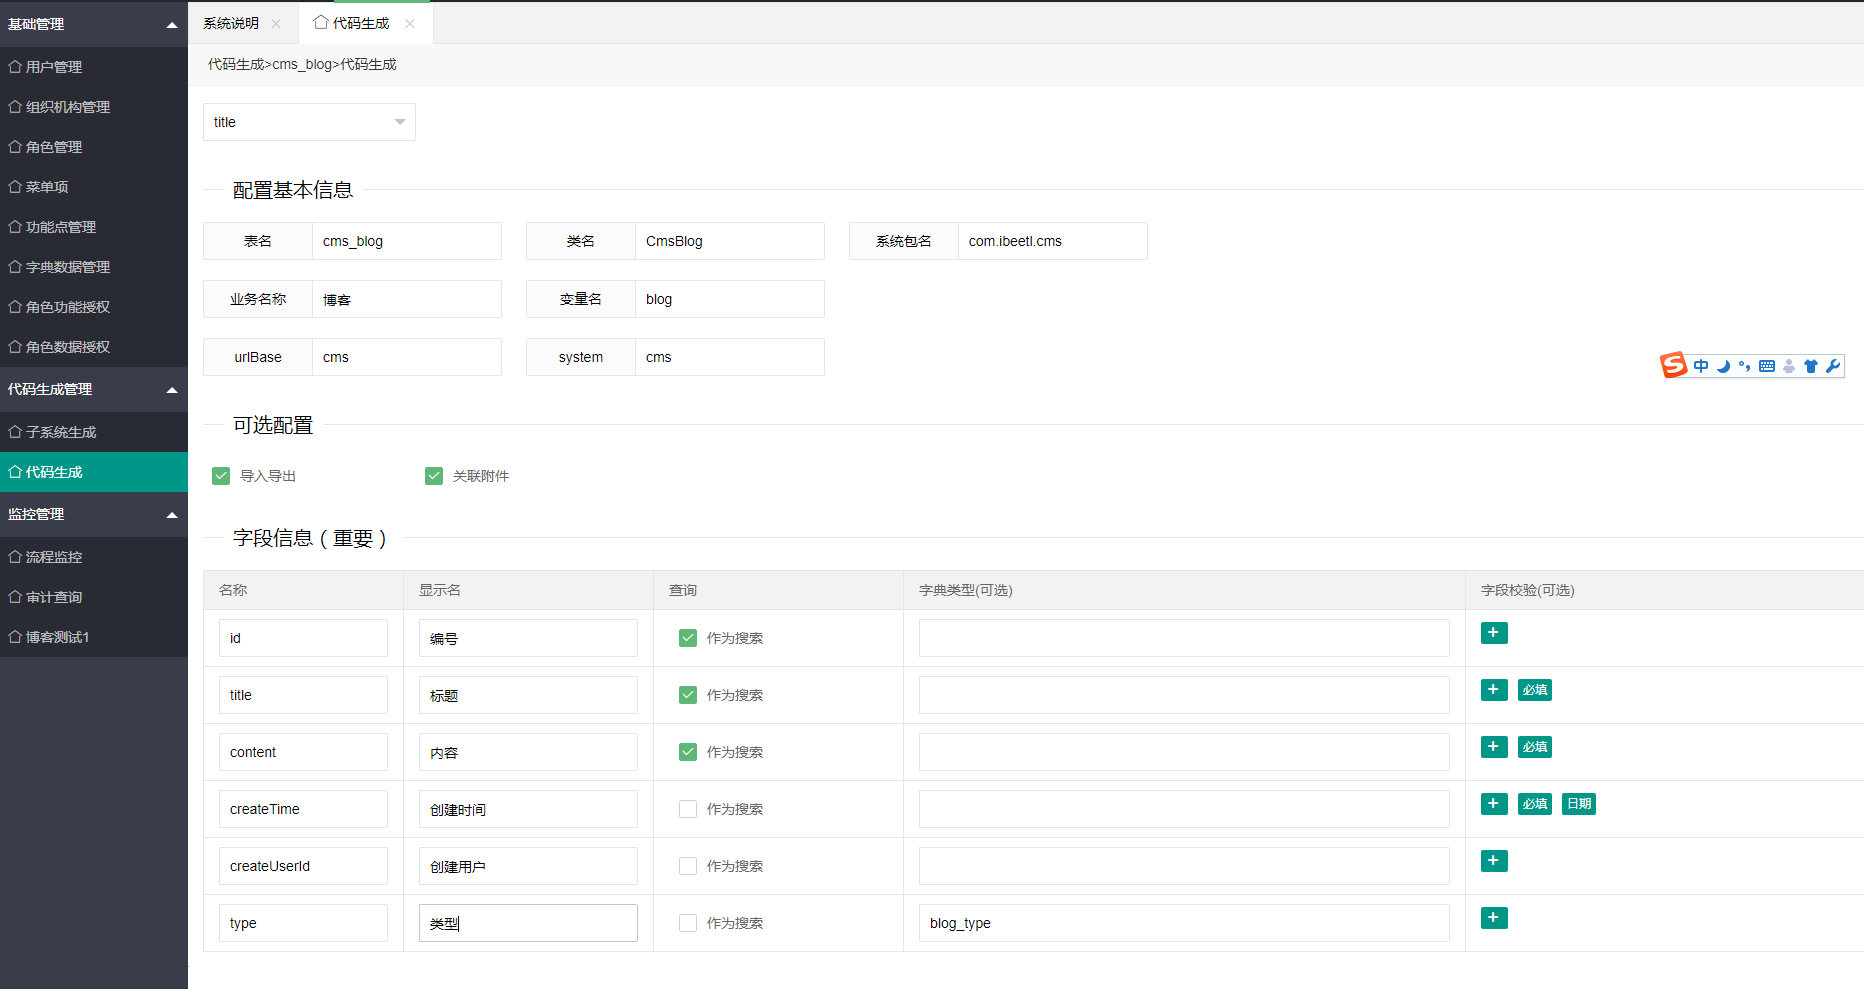 基础管理
用户管理
组织机构管理
角色管理
菜单项
功能点管理
字典数据管理
角色功能授权
角色数据授权
代码生成管理
子系统生成
代码生成
监控管理
流程监控
审计查询
博客测试1
系统说明
代码生成
代码生成>cms_blog>代码生成
title
配置基本信息
表名 cms_blog 类名 CmsBlog 系统包名 com.ibeetl.cms
业务名称 博客 变量名 blog
urlBase cms system cms
中
可选配置
导入导出 关联附件
字段信息（重要）
名称 显示名 查询 字典类型(可选) 字段校验(可选)
id 编号 作为搜索 +
title 标题 作为搜索 + 必填
content 内容 作为搜索 + 必填
createTime 创建时间 作为搜索 + 必填 日期
createUserId 创建用户 作为搜索 +
type 类型 作为搜索 blog_type +